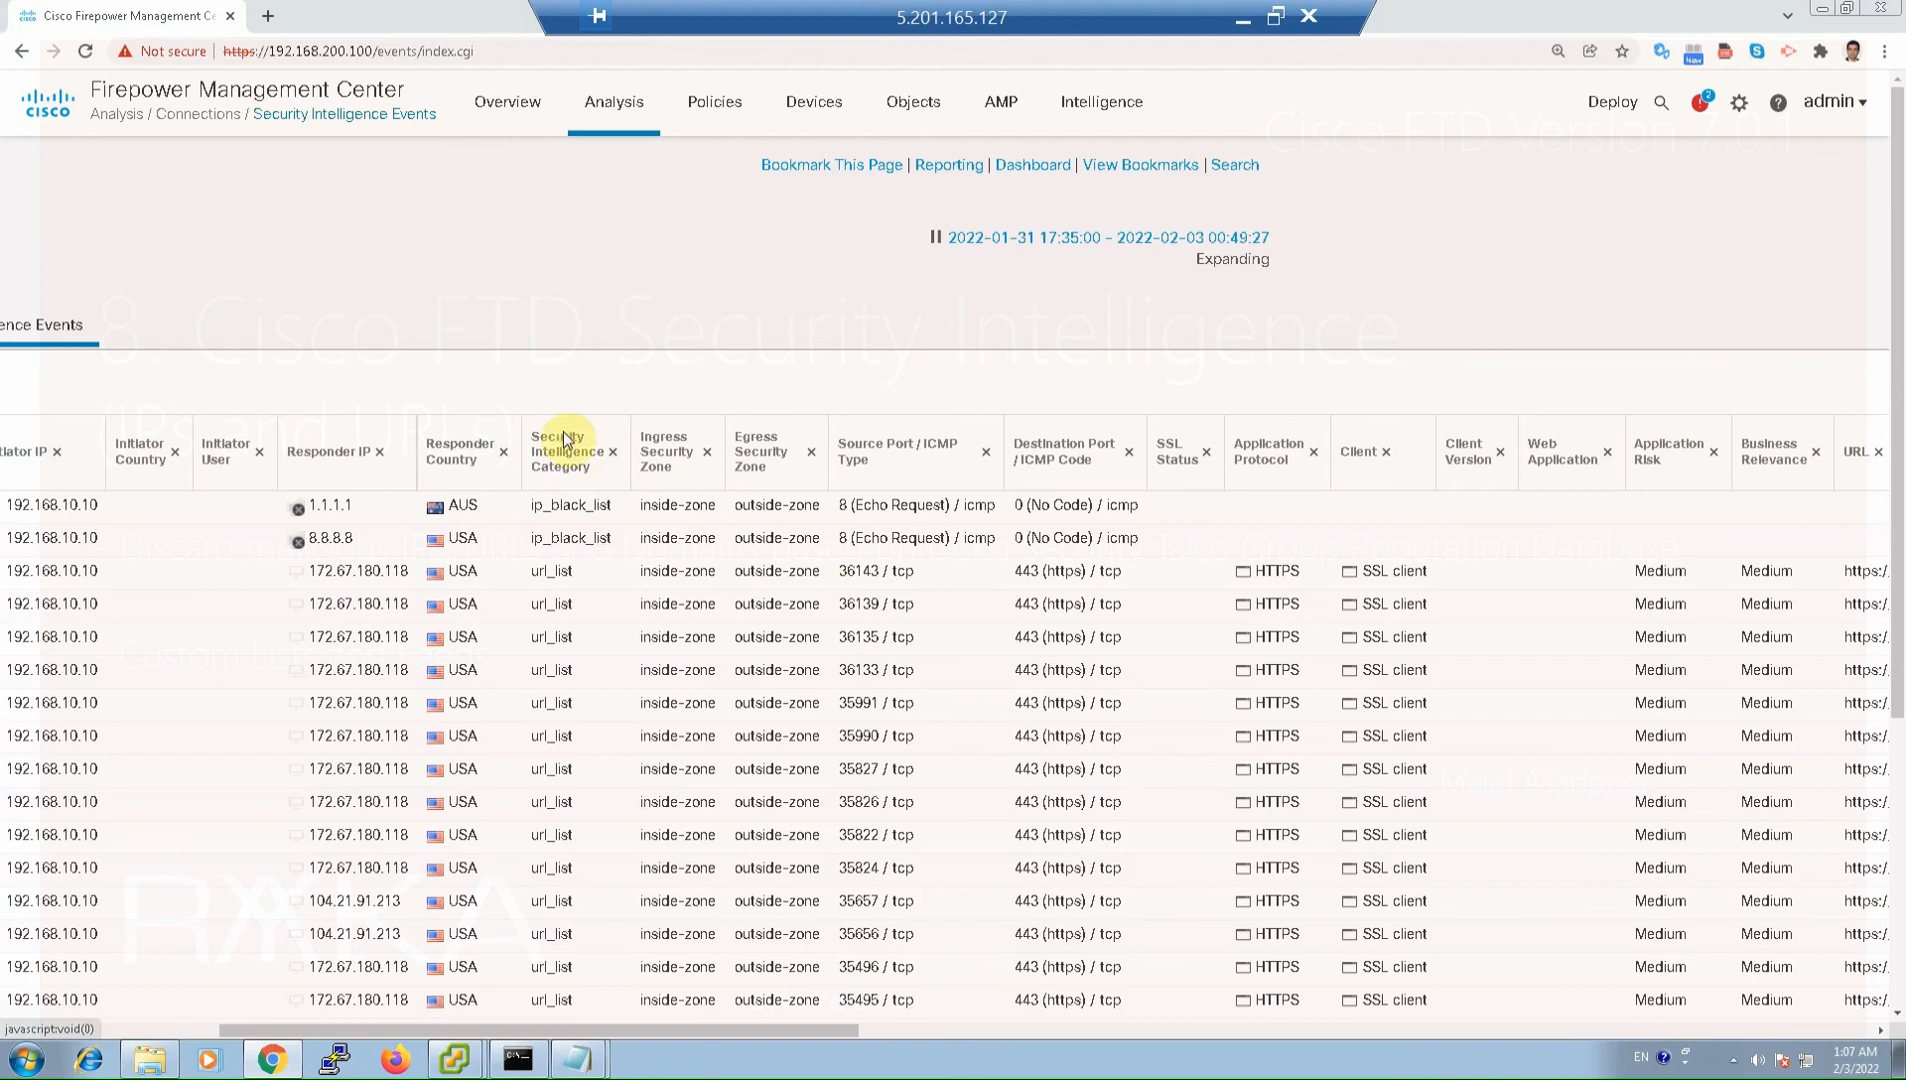 Cisco Firepower Management Ce
5.201.165.127
Not secure | https://192.168.200.100/events/index.cgi
New
CISCO
Firepower Management Center
Analysis / Connections / Security Intelligence Events
Overview Analysis Policies Devices Objects AMP Intelligence Deploy 2 admin
Cisco FTD Version 7.0.1
Bookmark This Page | Reporting | Dashboard | View Bookmarks | Search
2022-01-31 17:35:00 - 2022-02-03 00:49:27
Expanding
8. Cisco FTD Security Intelligence
(IPs and URLs)
ence Events
tiator IP Initiator Country Initiator User Responder IP Responder Country Security Intelligence Category Ingress Security Zone Egress Security Zone Source Port / ICMP Type Destination Port / ICMP Code SSL Status Application Protocol Client Client Version Web Application Application Risk Business Relevance URL
192.168.10.10 1.1.1.1 AUS ip_black_list inside-zone outside-zone 8 (Echo Request) / icmp 0 (No Code) / icmp
192.168.10.10 8.8.8.8 USA ip_black_list inside-zone outside-zone 8 (Echo Request) / icmp 0 (No Code) / icmp
Talos Group Reputation Database
192.168.10.10 172.67.180.118 USA url_list inside-zone outside-zone 36143 / tcp 443 (https) / tcp HTTPS SSL client Medium Medium https:/
192.168.10.10 172.67.180.118 USA url_list inside-zone outside-zone 36139 / tcp 443 (https) / tcp HTTPS SSL client Medium Medium https:/
192.168.10.10 172.67.180.118 USA url_list inside-zone outside-zone 36135 / tcp 443 (https) / tcp HTTPS SSL client Medium Medium https:/
- Custom Lists and Feeds
192.168.10.10 172.67.180.118 USA url_list inside-zone outside-zone 36133 / tcp 443 (https) / tcp HTTPS SSL client Medium Medium https:/
192.168.10.10 172.67.180.118 USA url_list inside-zone outside-zone 35991 / tcp 443 (https) / tcp HTTPS SSL client Medium Medium https:/
192.168.10.10 172.67.180.118 USA url_list inside-zone outside-zone 35990 / tcp 443 (https) / tcp HTTPS SSL client Medium Medium https:/
192.168.10.10 172.67.180.118 USA url_list inside-zone outside-zone 35827 / tcp 443 (https) / tcp HTTPS SSL client Medium Medium https:/
192.168.10.10 172.67.180.118 USA url_list inside-zone outside-zone 35826 / tcp 443 (https) / tcp HTTPS SSL client Medium Medium https:/
192.168.10.10 172.67.180.118 USA url_list inside-zone outside-zone 35822 / tcp 443 (https) / tcp HTTPS SSL client Medium Medium https:/
192.168.10.10 172.67.180.118 USA url_list inside-zone outside-zone 35824 / tcp 443 (https) / tcp HTTPS SSL client Medium Medium https:/
192.168.10.10 104.21.91.213 USA url_list inside-zone outside-zone 35657 / tcp 443 (https) / tcp HTTPS SSL client Medium Medium https:/
192.168.10.10 104.21.91.213 USA url_list inside-zone outside-zone 35656 / tcp 443 (https) / tcp HTTPS SSL client Medium Medium https:/
192.168.10.10 172.67.180.118 USA url_list inside-zone outside-zone 35496 / tcp 443 (https) / tcp HTTPS SSL client Medium Medium https:/
192.168.10.10 172.67.180.118 USA url_list inside-zone outside-zone 35495 / tcp 443 (https) / tcp HTTPS SSL client Medium Medium https:/
javascript:void(0)
EN 1:07 AM
2/3/2022